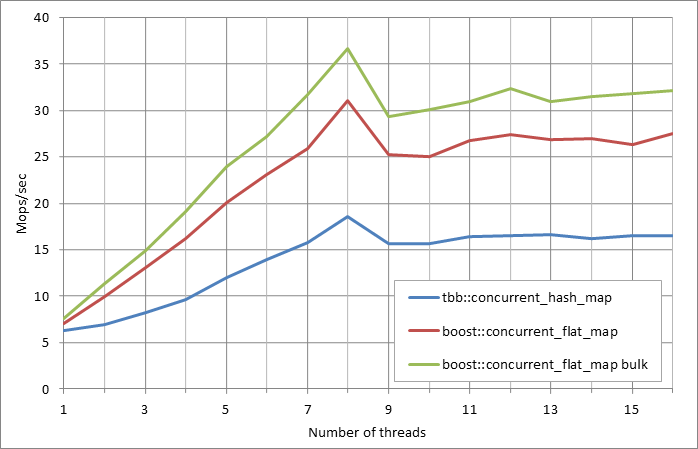 40
35
30
25
20
15
10
5
0
Mops/sec
tbb::concurrent_hash_map
boost::concurrent_flat_map
boost::concurrent_flat_map bulk
1 3 5 7 9 11 13 15
Number of threads